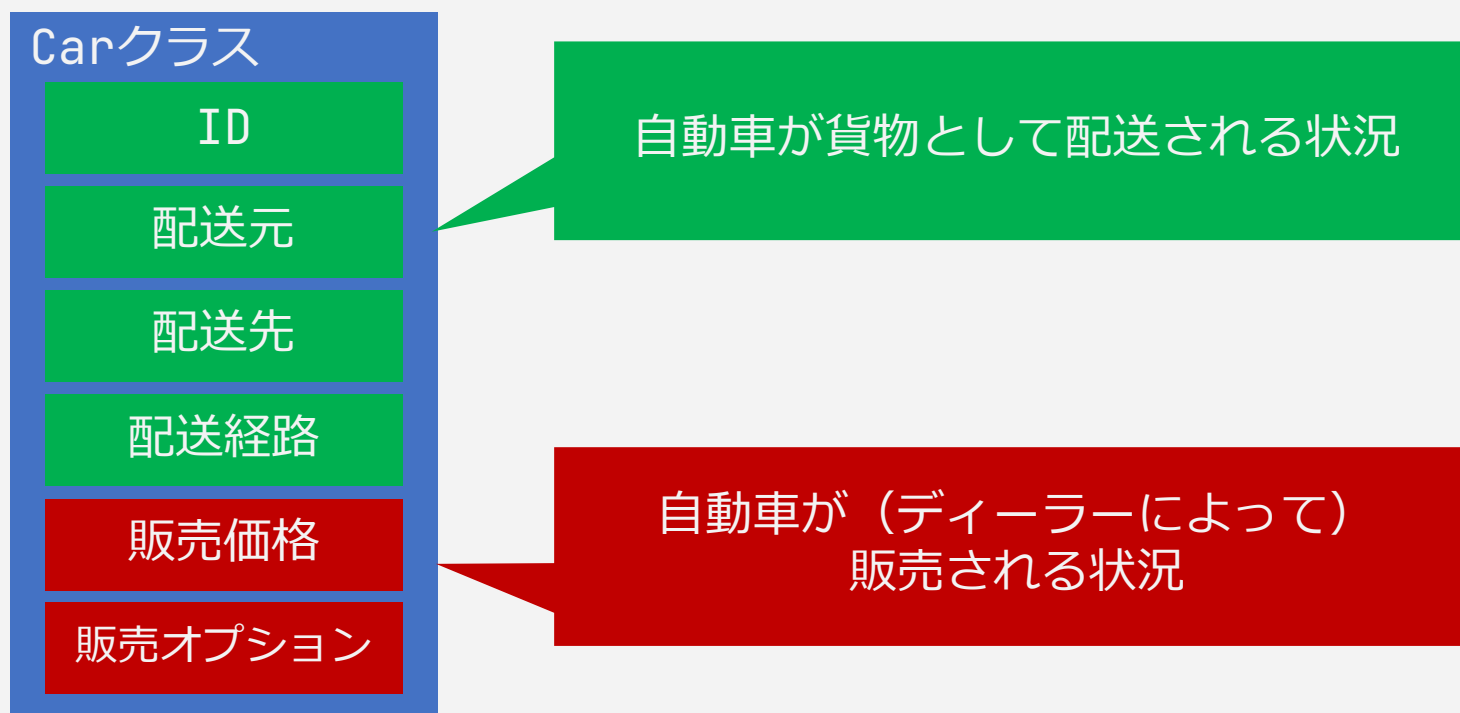 Carクラス
ID
配送元
配送先
配送経路
販売価格
販売オプション
自動車が貨物として配送される状況
自動車が（ディーラーによって）
販売される状況